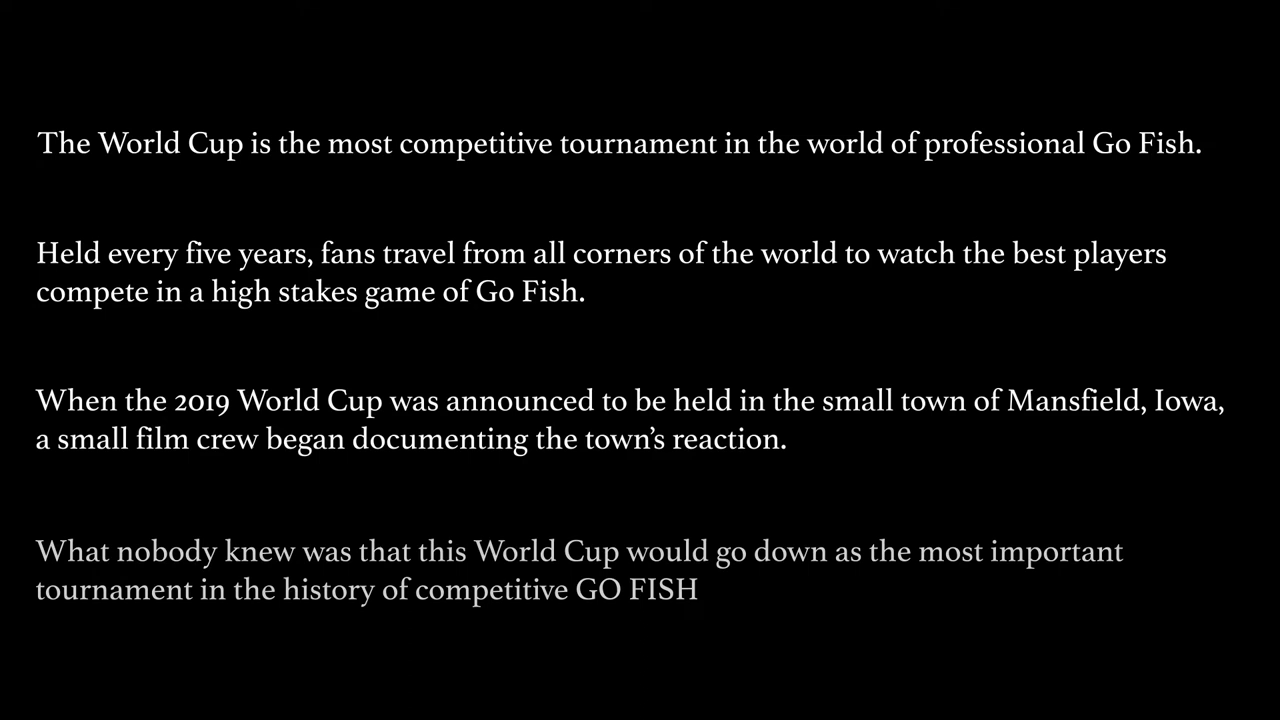 The World Cup is the most competitive tournament in the world of professional Go Fish.
Held every five years, fans travel from all corners of the world to watch the best players
compete in a high stakes game of Go Fish.
When the 2019 World Cup was announced to be held in the small town of Mansfield, Iowa,
a small film crew began documenting the town’s reaction.
What nobody knew was that this World Cup would go down as the most important
tournament in the history of competitive GO FISH